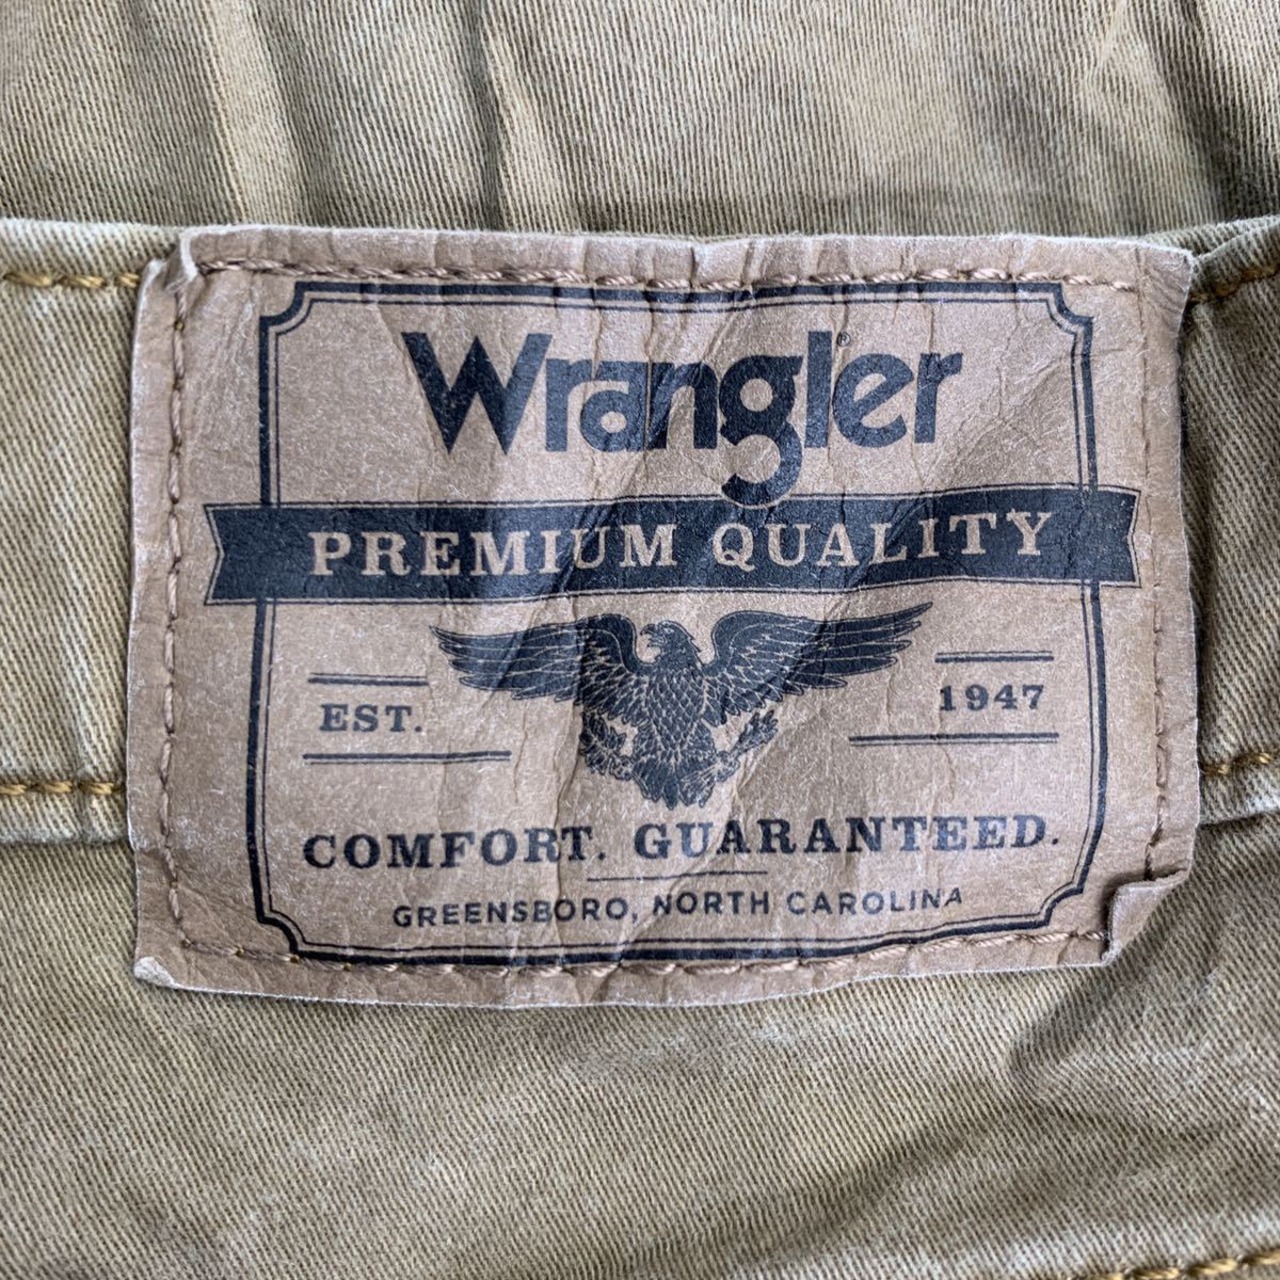 Wrangler®
PREMIUM QUALITY
EST. 1947
COMFORT. GUARANTEED.
GREENSBORO, NORTH CAROLINA